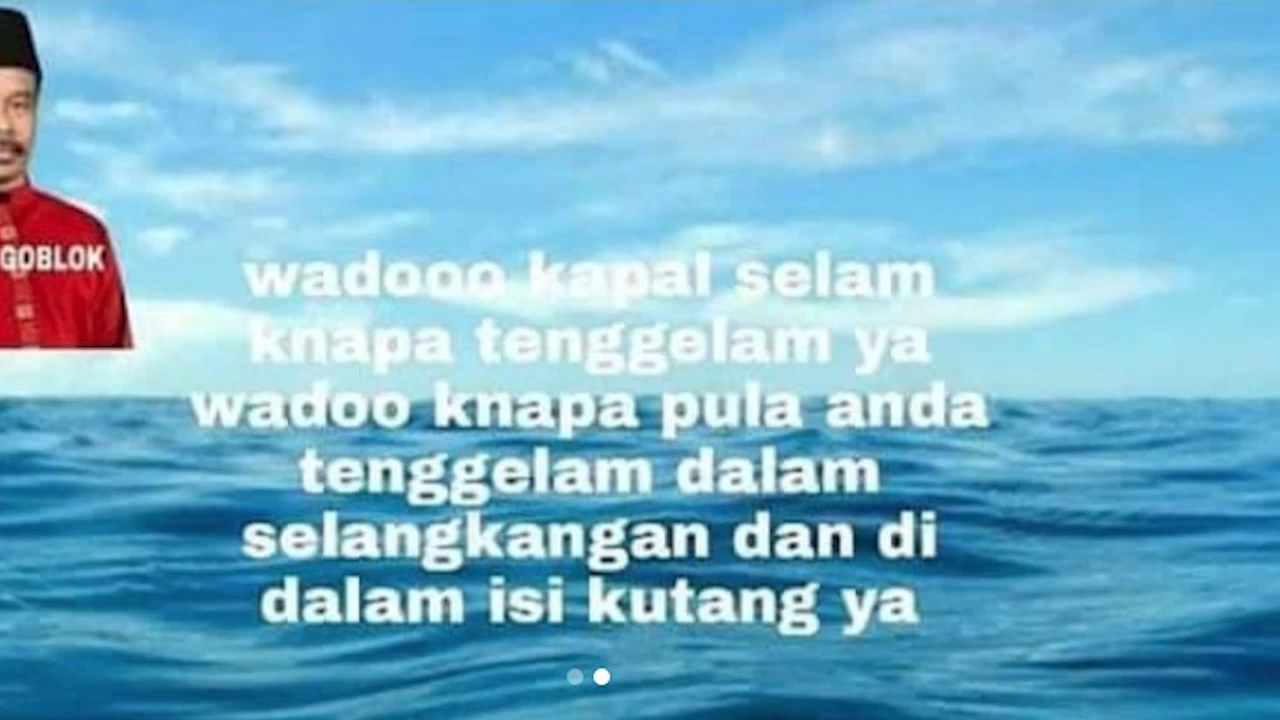 GOBLOK
wadooo kapal selam
knapa tenggelam ya
wadoo knapa pula anda
tenggelam dalam
selangkangan dan di
dalam isi kutang ya